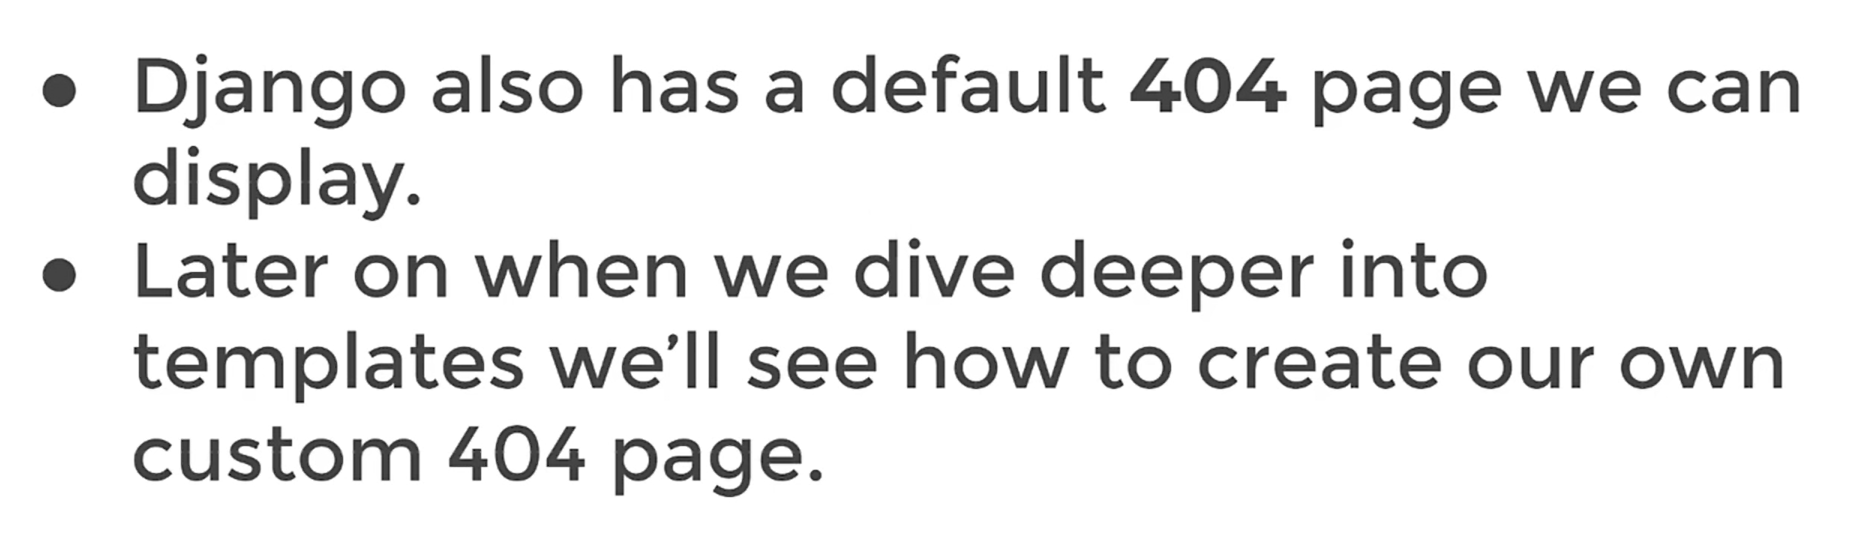 ● Django also has a default 404 page we can
display.
● Later on when we dive deeper into
templates we’ll see how to create our own
custom 404 page.